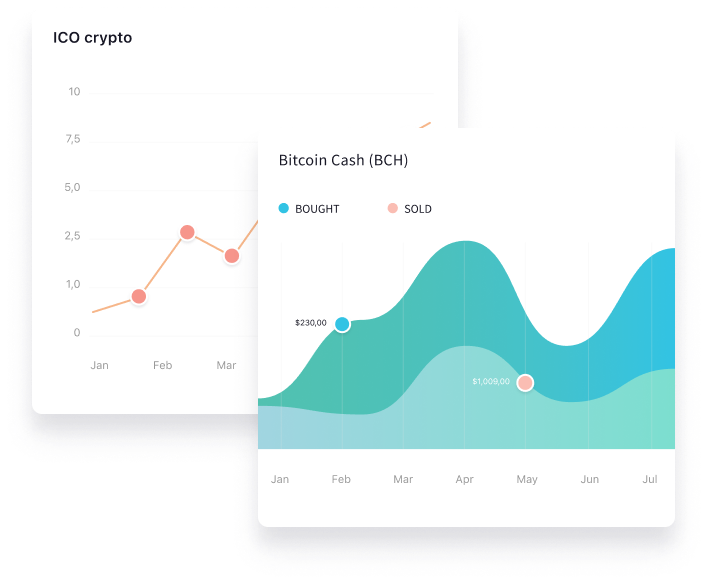 ICO crypto
10
7,5
5,0
2,5
1,0
0
Jan Feb Mar
Bitcoin Cash (BCH)
BOUGHT SOLD
$230,00
$1,009,00
Jan Feb Mar Apr May Jun Jul